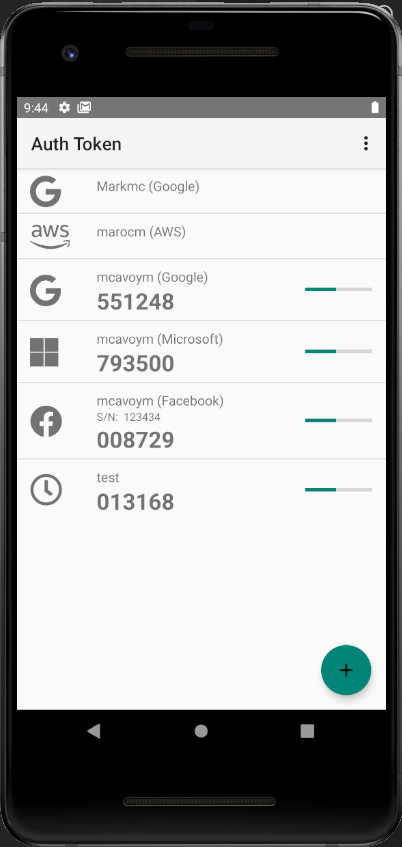 9:44
Auth Token
Markmc (Google)
aws
marocm (AWS)
mcavoym (Google)
551248
mcavoym (Microsoft)
793500
mcavoym (Facebook)
S/N: 123434
008729
test
013168